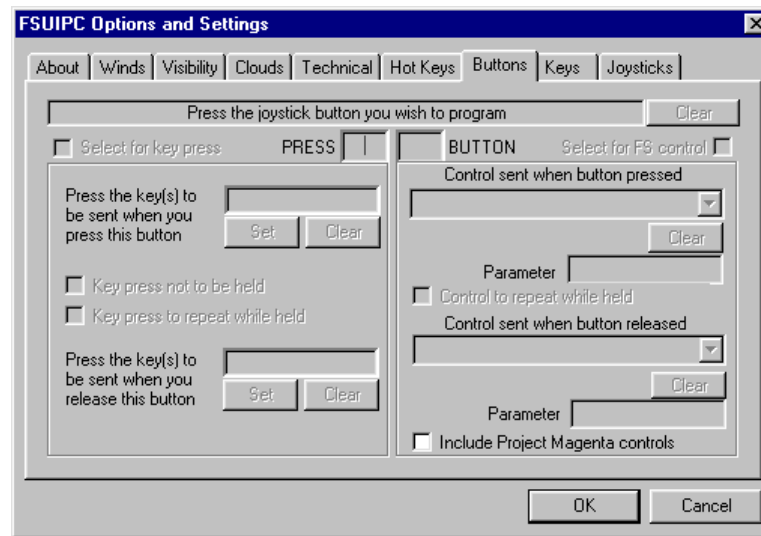 FSUIPC Options and Settings
About Winds Visibility Clouds Technical Hot Keys Buttons Keys Joysticks
Press the joystick button you wish to program Clear
Select for key press PRESS BUTTON Select for FS control
Press the key(s) to
be sent when you
press this button
Set Clear
Key press not to be held
Key press to repeat while held
Press the key(s) to
be sent when you
release this button
Set Clear
Control sent when button pressed
Clear
Parameter
Control to repeat while held
Control sent when button released
Clear
Parameter
Include Project Magenta controls
OK Cancel